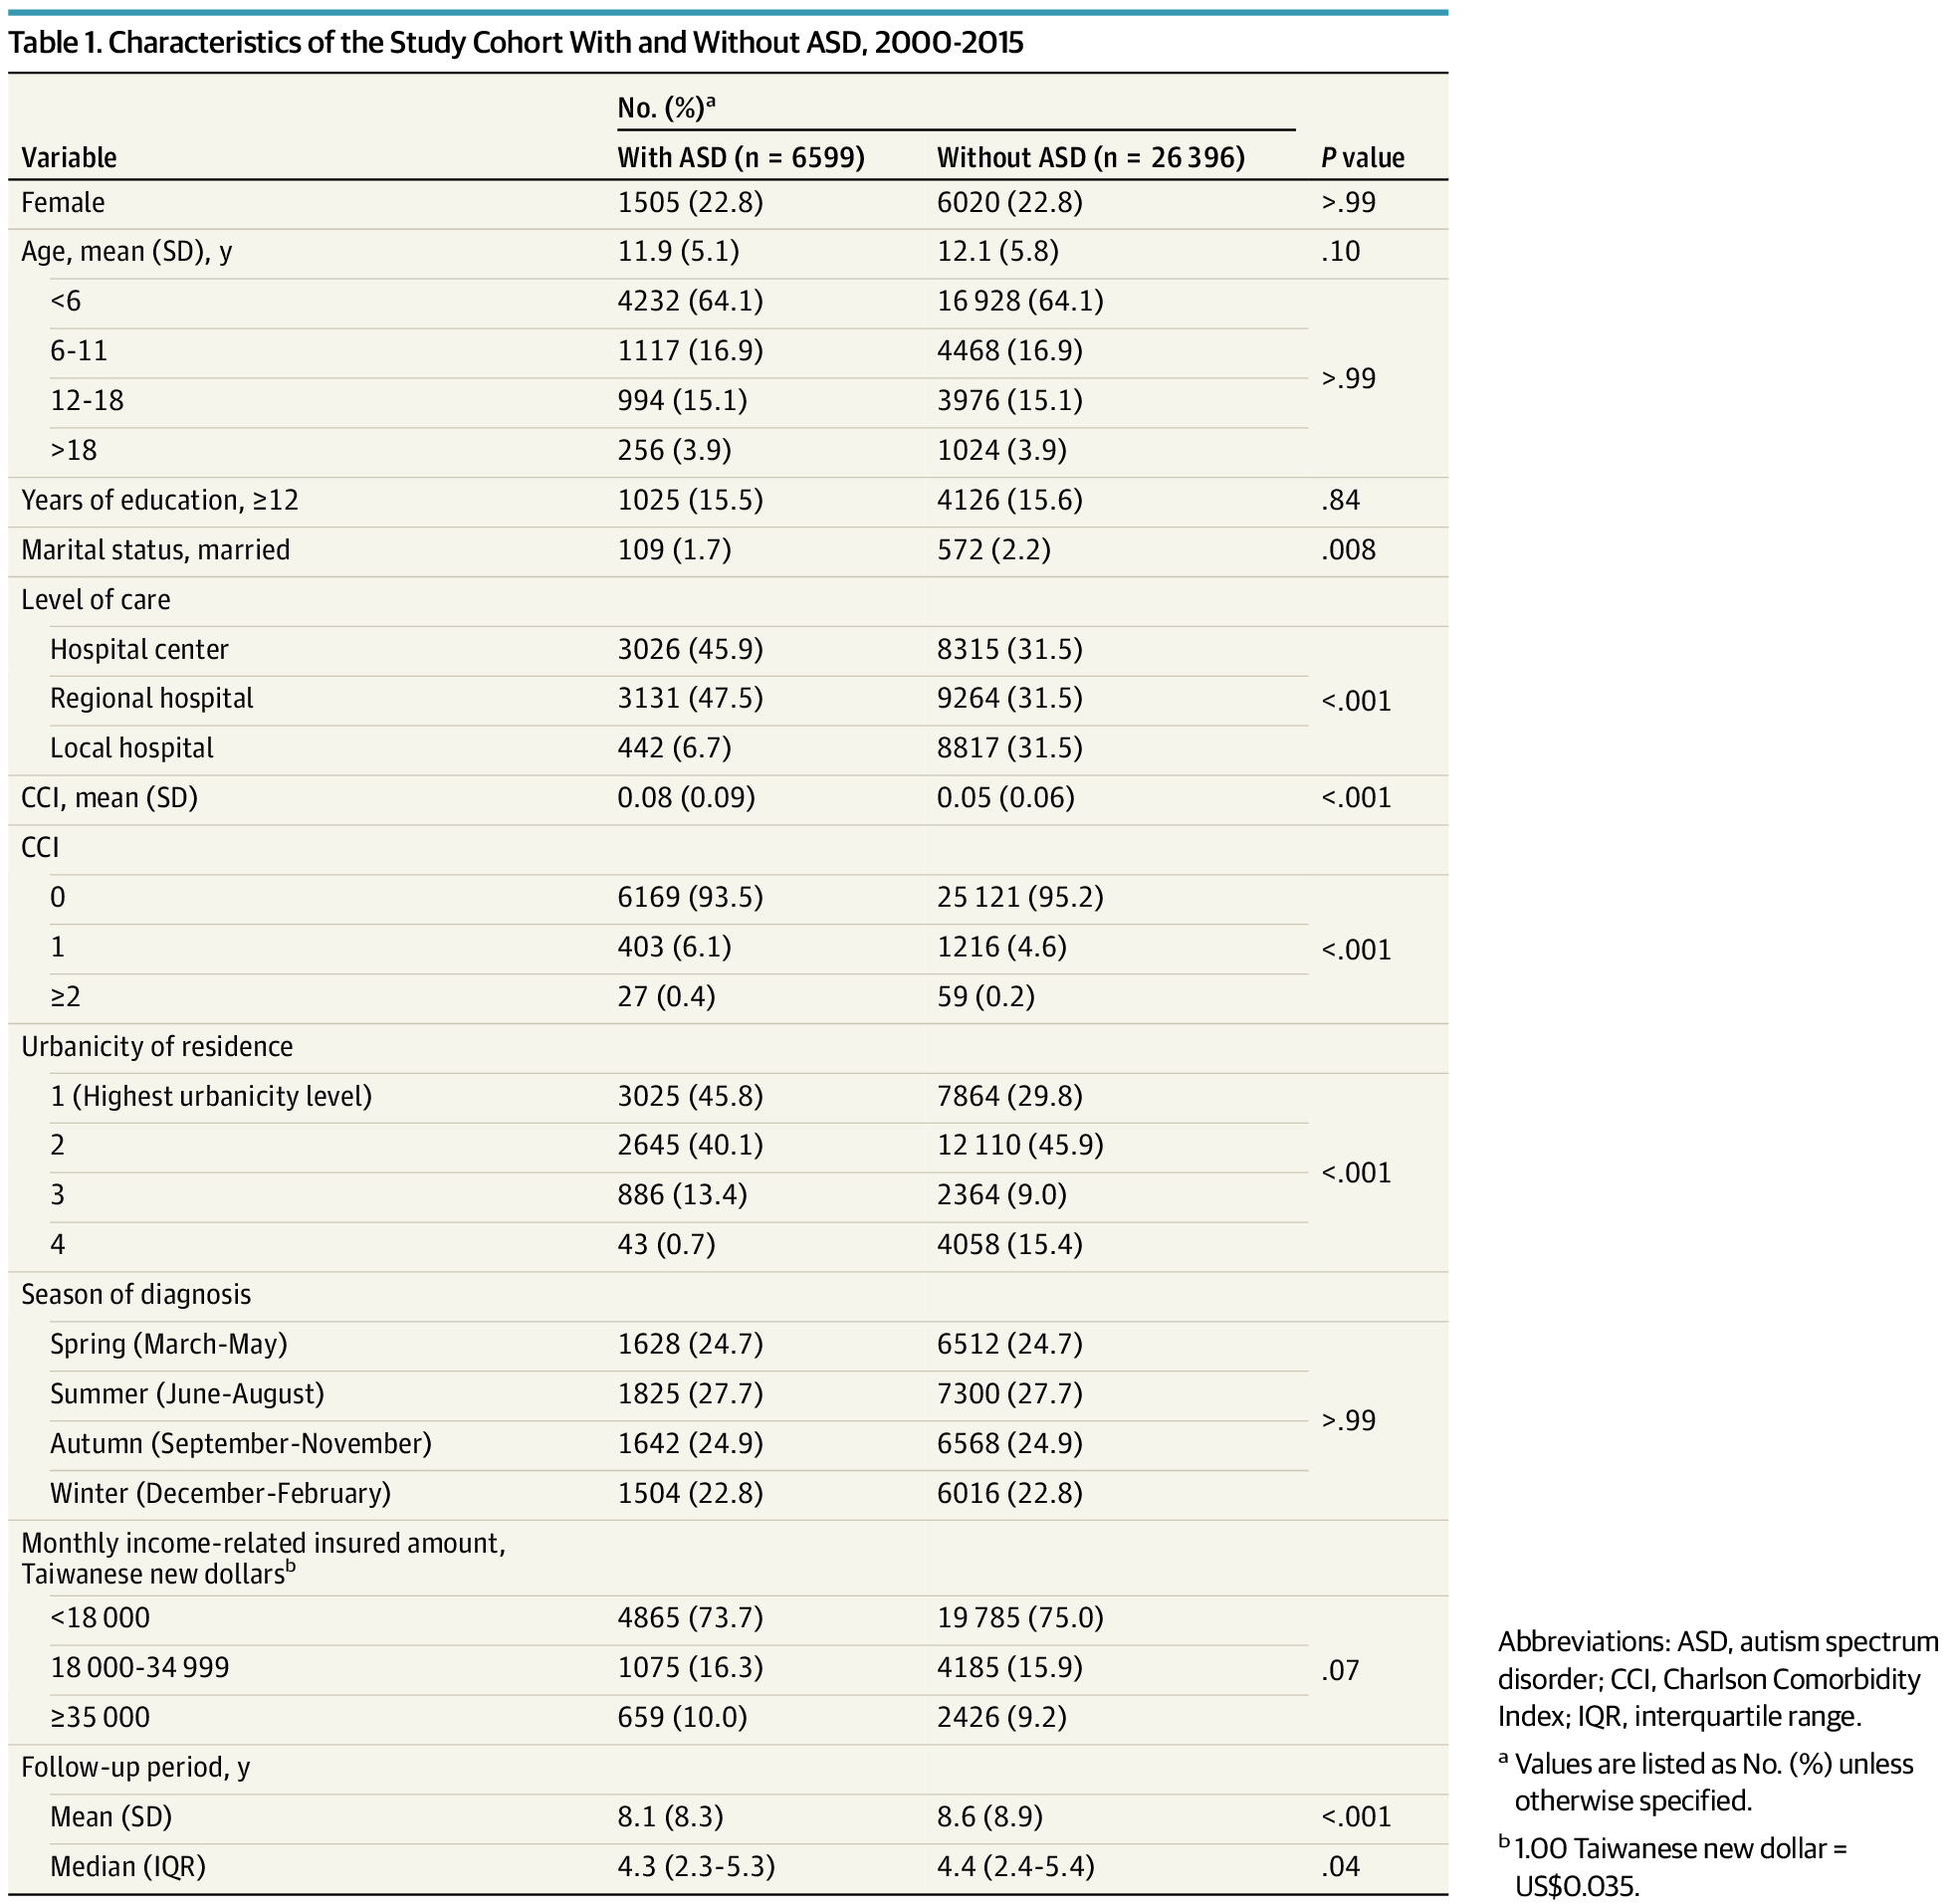 Table 1. Characteristics of the Study Cohort With and Without ASD, 2000-2015
No. (%)a
Variable With ASD (n = 6599) Without ASD (n = 26 396) P value
Female 1505 (22.8) 6020 (22.8) >.99
Age, mean (SD), y 11.9 (5.1) 12.1 (5.8) .10
<6 4232 (64.1) 16 928 (64.1)
6-11 1117 (16.9) 4468 (16.9)
>.99
12-18 994 (15.1) 3976 (15.1)
>18 256 (3.9) 1024 (3.9)
Years of education, ≥12 1025 (15.5) 4126 (15.6) .84
Marital status, married 109 (1.7) 572 (2.2) .008
Level of care
Hospital center 3026 (45.9) 8315 (31.5)
Regional hospital 3131 (47.5) 9264 (31.5) <.001
Local hospital 442 (6.7) 8817 (31.5)
CCI, mean (SD) 0.08 (0.09) 0.05 (0.06) <.001
CCI
0 6169 (93.5) 25 121 (95.2)
1 403 (6.1) 1216 (4.6) <.001
≥2 27 (0.4) 59 (0.2)
Urbanicity of residence
1 (Highest urbanicity level) 3025 (45.8) 7864 (29.8)
2 2645 (40.1) 12 110 (45.9)
<.001
3 886 (13.4) 2364 (9.0)
4 43 (0.7) 4058 (15.4)
Season of diagnosis
Spring (March-May) 1628 (24.7) 6512 (24.7)
Summer (June-August) 1825 (27.7) 7300 (27.7)
>.99
Autumn (September-November) 1642 (24.9) 6568 (24.9)
Winter (December-February) 1504 (22.8) 6016 (22.8)
Monthly income-related insured amount,
Taiwanese new dollarsb
<18 000 4865 (73.7) 19 785 (75.0)
18 000-34 999 1075 (16.3) 4185 (15.9) .07
≥35 000 659 (10.0) 2426 (9.2)
Follow-up period, y
Mean (SD) 8.1 (8.3) 8.6 (8.9) <.001
Median (IQR) 4.3 (2.3-5.3) 4.4 (2.4-5.4) .04
Abbreviations: ASD, autism spectrum
disorder; CCI, Charlson Comorbidity
Index; IQR, interquartile range.
a Values are listed as No. (%) unless
otherwise specified.
b 1.00 Taiwanese new dollar =
US$0.035.